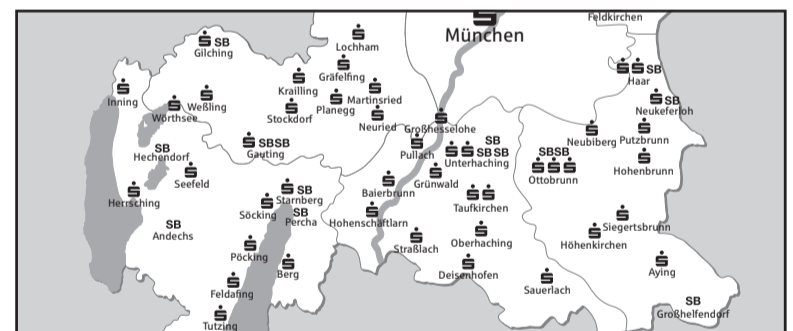 Feldkirchen
München
Lochham
SB
Gilching
Gräfelfing
SB
Haar
Krailling
Martinsried
Planegg
Inning
Weßling
Wörthsee
Stockdorf
SB
Neukeferloh
Neuried
Großhesselohe
Neubiberg
Putzbrunn
SBSB
Gauting
Pullach
SB
SB SB
Unterhaching
SBSB
Ottobrunn
Hohenbrunn
SB
Hechendorf
Seefeld
Grünwald
Baierbrunn
Herrsching
SB
Starnberg
Söcking
SB
Percha
Taufkirchen
Hohenschäftlarn
SB
Andechs
Siegertsbrunn
Höhenkirchen
Straßlach
Oberhaching
Pöcking
Berg
Deisenhofen
Aying
Feldafing
Sauerlach
SB
Großhelfendorf
Tutzing